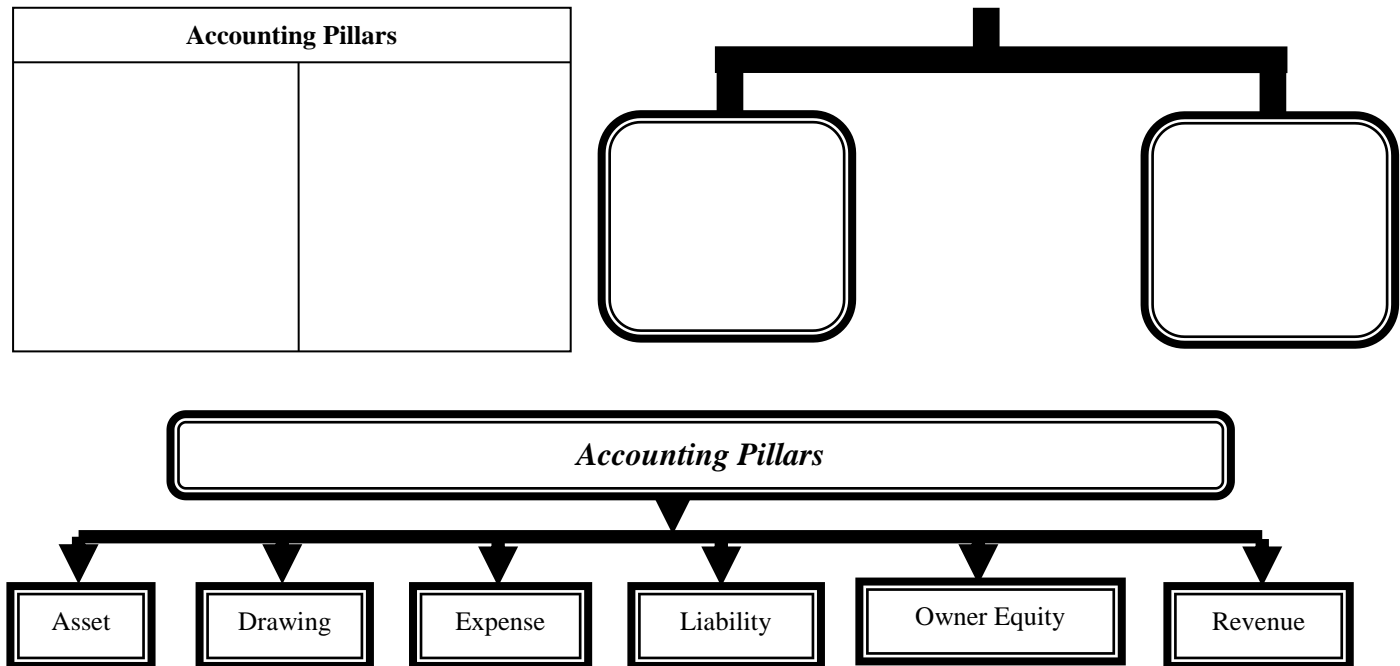 Accounting Pillars
Accounting Pillars
Asset
Drawing
Expense
Liability
Owner Equity
Revenue